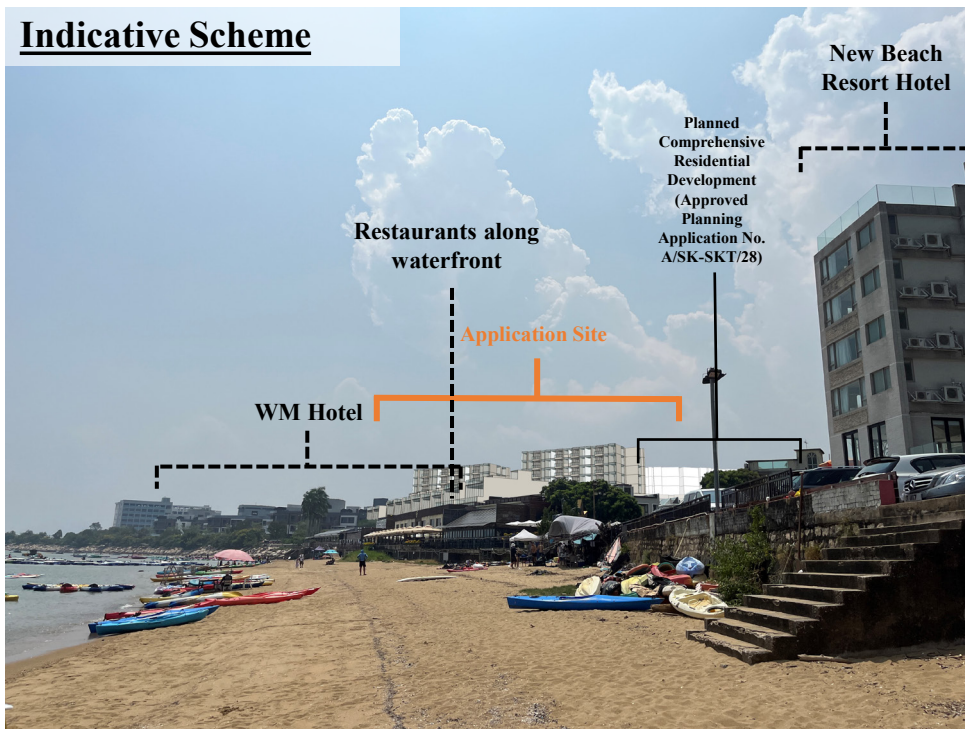 Indicative Scheme
New Beach
Resort Hotel
Planned
Comprehensive
Residential
Development
(Approved
Planning
Application No.
A/SK-SKT/28)
Restaurants along
waterfront
Application Site
WM Hotel